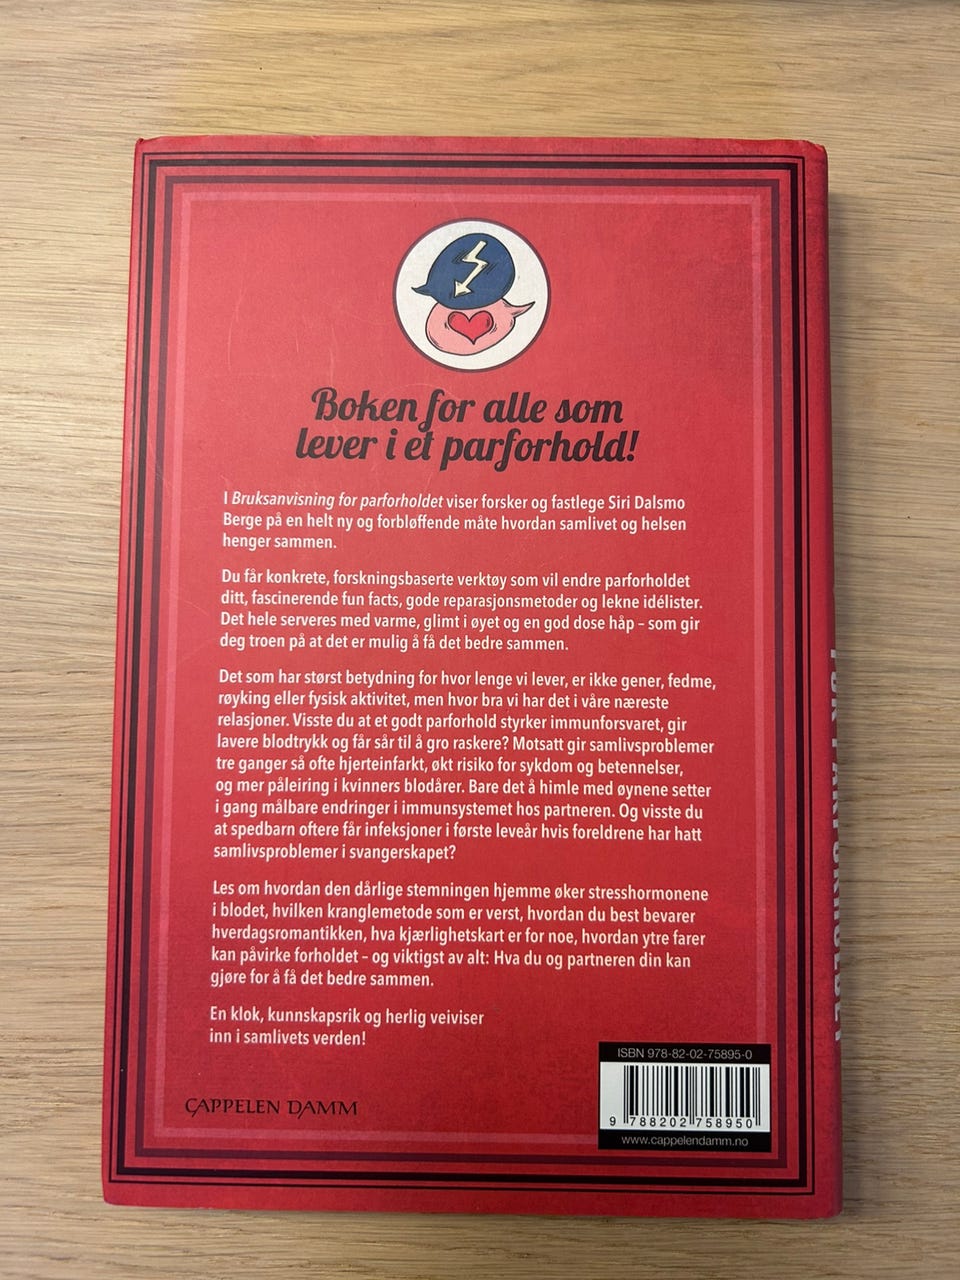 Boken for alle som
lever i et parforhold!
I Bruksanvisning for parforholdet viser forsker og fastlege Siri Dalsmo
Berge på en helt ny og forbløffende måte hvordan samlivet og helsen
henger sammen.
Du får konkrete, forskningsbaserte verktøy som vil endre parforholdet
ditt, fascinerende fun facts, gode reparasjonsmetoder og lekne idélister.
Det hele serveres med varme, glimt i øyet og en god dose håp – som gir
deg troen på at det er mulig å få det bedre sammen.
Det som har størst betydning for hvor lenge vi lever, er ikke gener, fedme,
røyking eller fysisk aktivitet, men hvor bra vi har det i våre næreste
relasjoner. Visste du at et godt parforhold styrker immunforsvaret, gir
lavere blodtrykk og får sår til å gro raskere? Motsatt gir samlivsproblemer
tre ganger så ofte hjerteinfarkt, økt risiko for sykdom og betennelser,
og mer påleiring i kvinners blodårer. Bare det å himle med øynene setter
i gang målbare endringer i immunsystemet hos partneren. Og visste du
at spedbarn oftere får infeksjoner i første leveår hvis foreldrene har hatt
samlivsproblemer i svangerskapet?
Les om hvordan den dårlige stemningen hjemme øker stresshormonene
i blodet, hvilken kranglemetode som er verst, hvordan du best bevarer
hverdagsromantikken, hva kjærlighetskart er for noe, hvordan ytre farer
kan påvirke forholdet – og viktigst av alt: Hva du og partneren din kan
gjøre for å få det bedre sammen.
En klok, kunnskapsrik og herlig veiviser
inn i samlivets verden!
CAPPELEN DAMM
ISBN 978-82-02-75895-0
9 788202 758950
www.cappelendamm.no